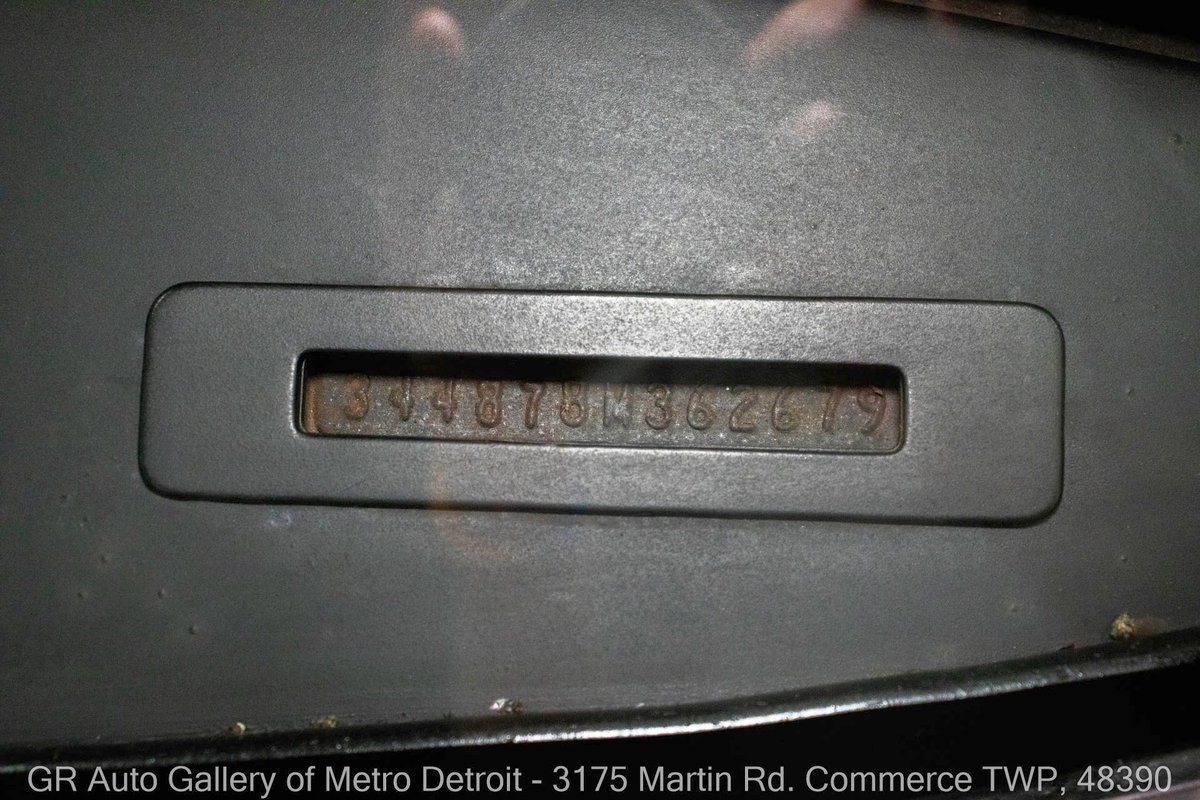 344878M362679
GR Auto Gallery of Metro Detroit - 3175 Martin Rd. Commerce TWP, 48390